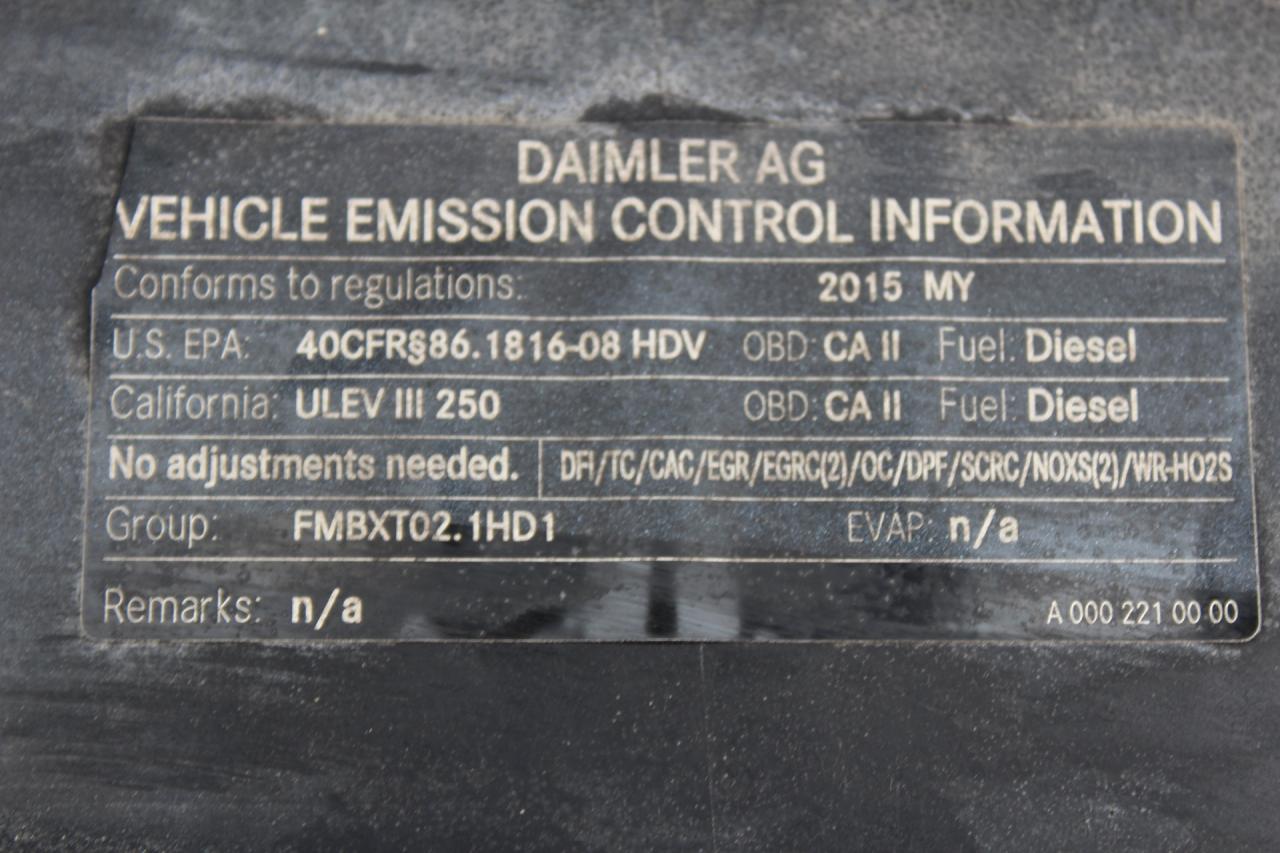 DAIMLER AG
VEHICLE EMISSION CONTROL INFORMATION
Conforms to regulations: 2015 MY
U.S. EPA: 40CFR§86.1816-08 HDV OBD: CA II Fuel: Diesel
California: ULEV III 250 OBD: CA II Fuel: Diesel
No adjustments needed. DFI/TC/CAC/EGR/EGRC(2)/OC/DPF/SCRC/NOXS(2)/WR-HO2S
Group: FMBXT02.1HD1 EVAP: n/a
Remarks: n/a A 000 221 00 00